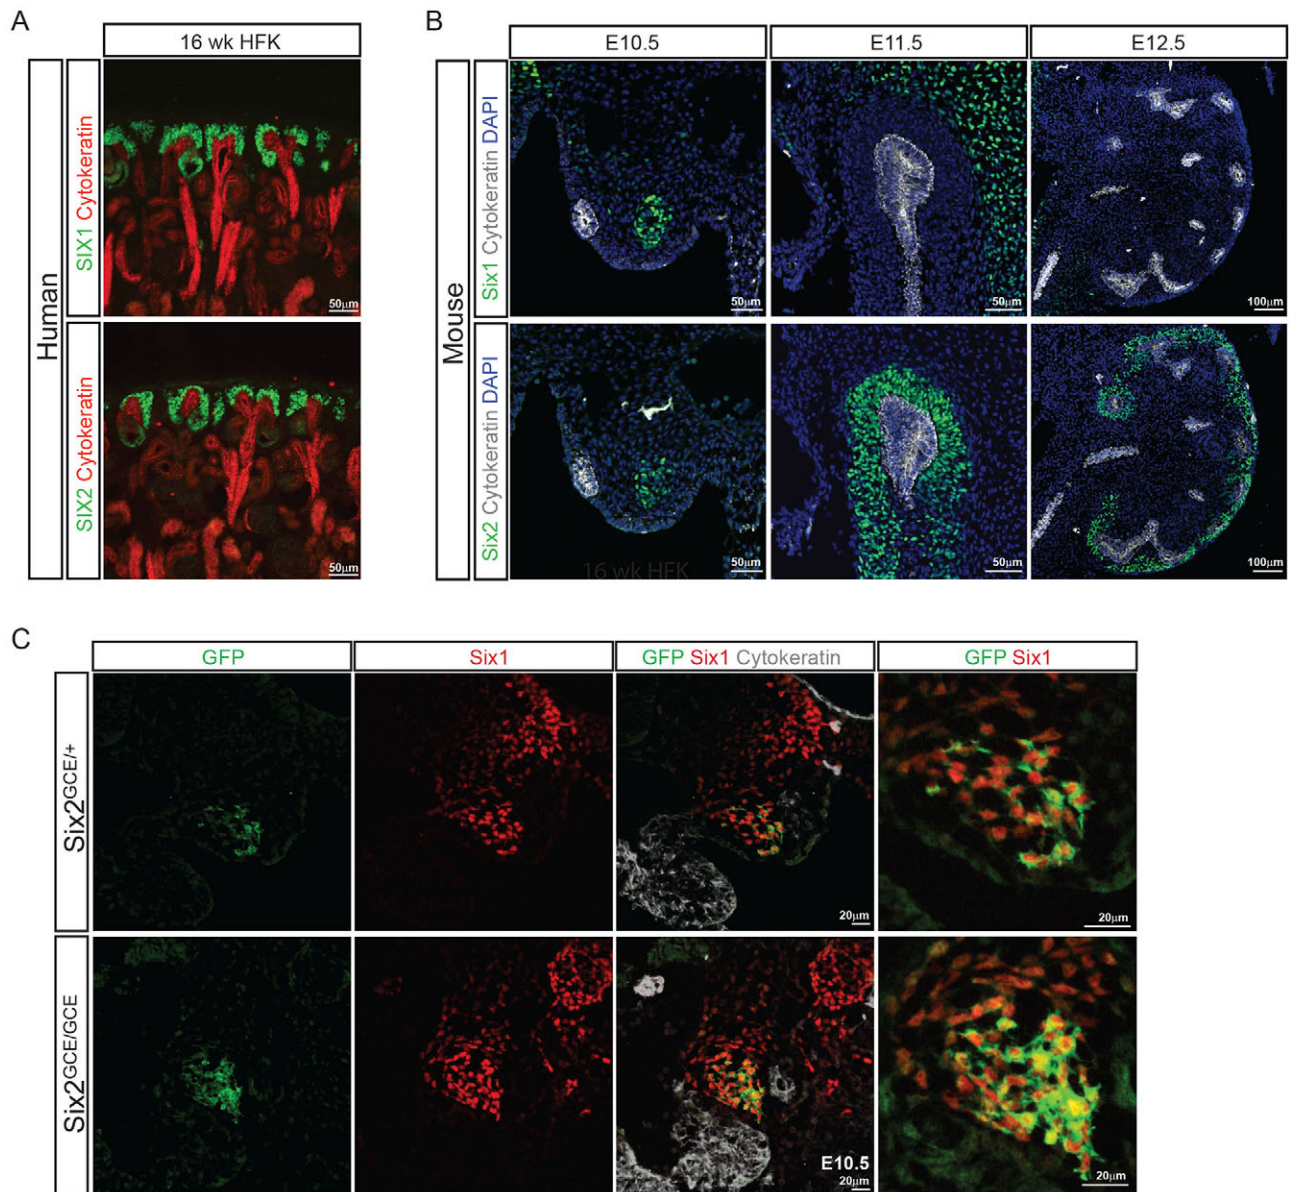 A
16 wk HFK
Human
SIX1 Cytokeratin
50µm
SIX2 Cytokeratin
50µm
B
E10.5
E11.5
E12.5
Mouse
Six1 Cytokeratin DAPI
50µm
50µm
100µm
Six2 Cytokeratin DAPI
16 wk HFK
50µm
50µm
100µm
C
GFP
Six1
GFP Six1 Cytokeratin
GFP Six1
Six2GCE/+
20µm
20µm
Six2GCE/GCE
E10.5
20µm
20µm